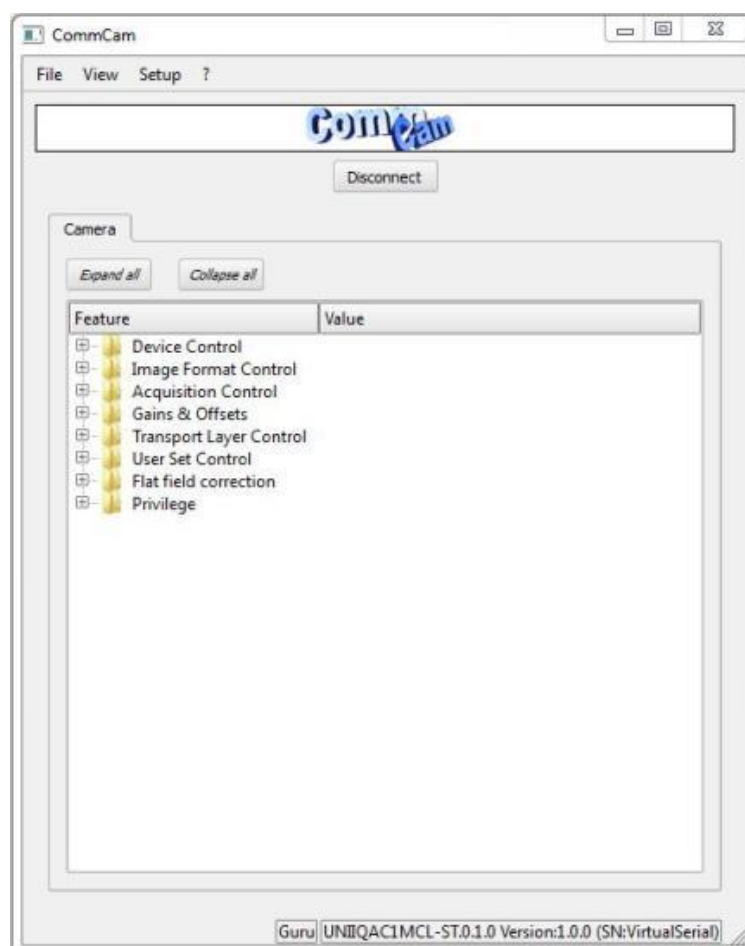 CommCam
File View Setup ?
CommCam
Disconnect
Camera
Expand all Collapse all
Feature Value
Device Control
Image Format Control
Acquisition Control
Gains & Offsets
Transport Layer Control
User Set Control
Flat field correction
Privilege
Guru UNIIQAC1MCL-ST.0.1.0 Version:1.0.0 (SN:VirtualSerial)